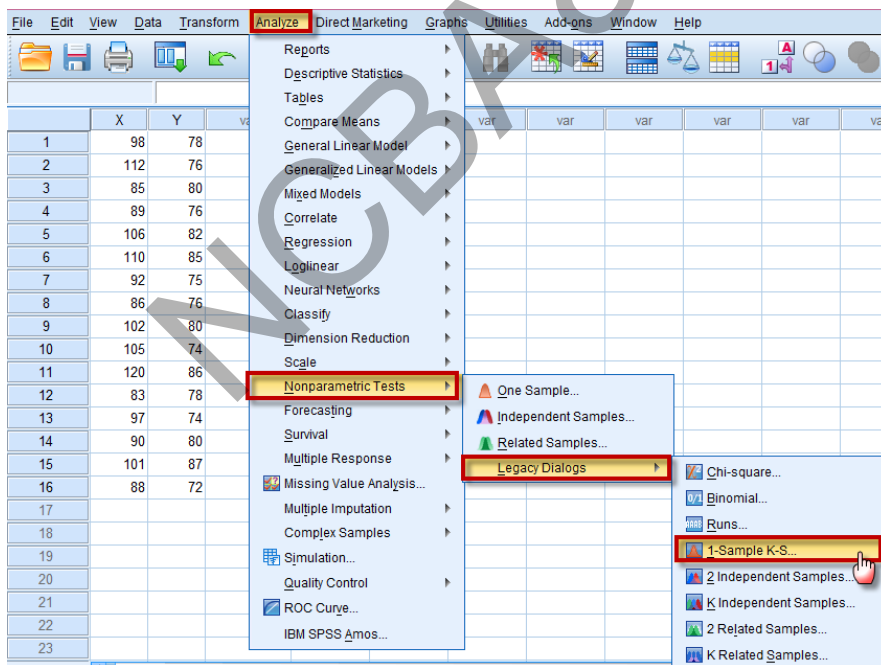 File Edit View Data Transform Analyze Direct Marketing Graphs Utilities Add-ons Window Help
X Y var var var var var
1 98 78
2 112 76
3 85 80
4 89 76
5 106 82
6 110 85
7 92 75
8 86 76
9 102 80
10 105 74
11 120 86
12 83 78
13 97 74
14 90 80
15 101 87
16 88 72
17
18
19
20
21
22
23
Reports
Descriptive Statistics
Tables
Compare Means
General Linear Model
Generalized Linear Models
Mixed Models
Correlate
Regression
Loglinear
Neural Networks
Classify
Dimension Reduction
Scale
Nonparametric Tests
Forecasting
Survival
Multiple Response
Missing Value Analysis...
Multiple Imputation
Complex Samples
Simulation...
Quality Control
ROC Curve...
IBM SPSS Amos...
One Sample...
Independent Samples...
Related Samples...
Legacy Dialogs
Chi-square...
Binomial...
Runs...
1-Sample K-S...
2 Independent Samples...
K Independent Samples...
2 Related Samples...
K Related Samples...